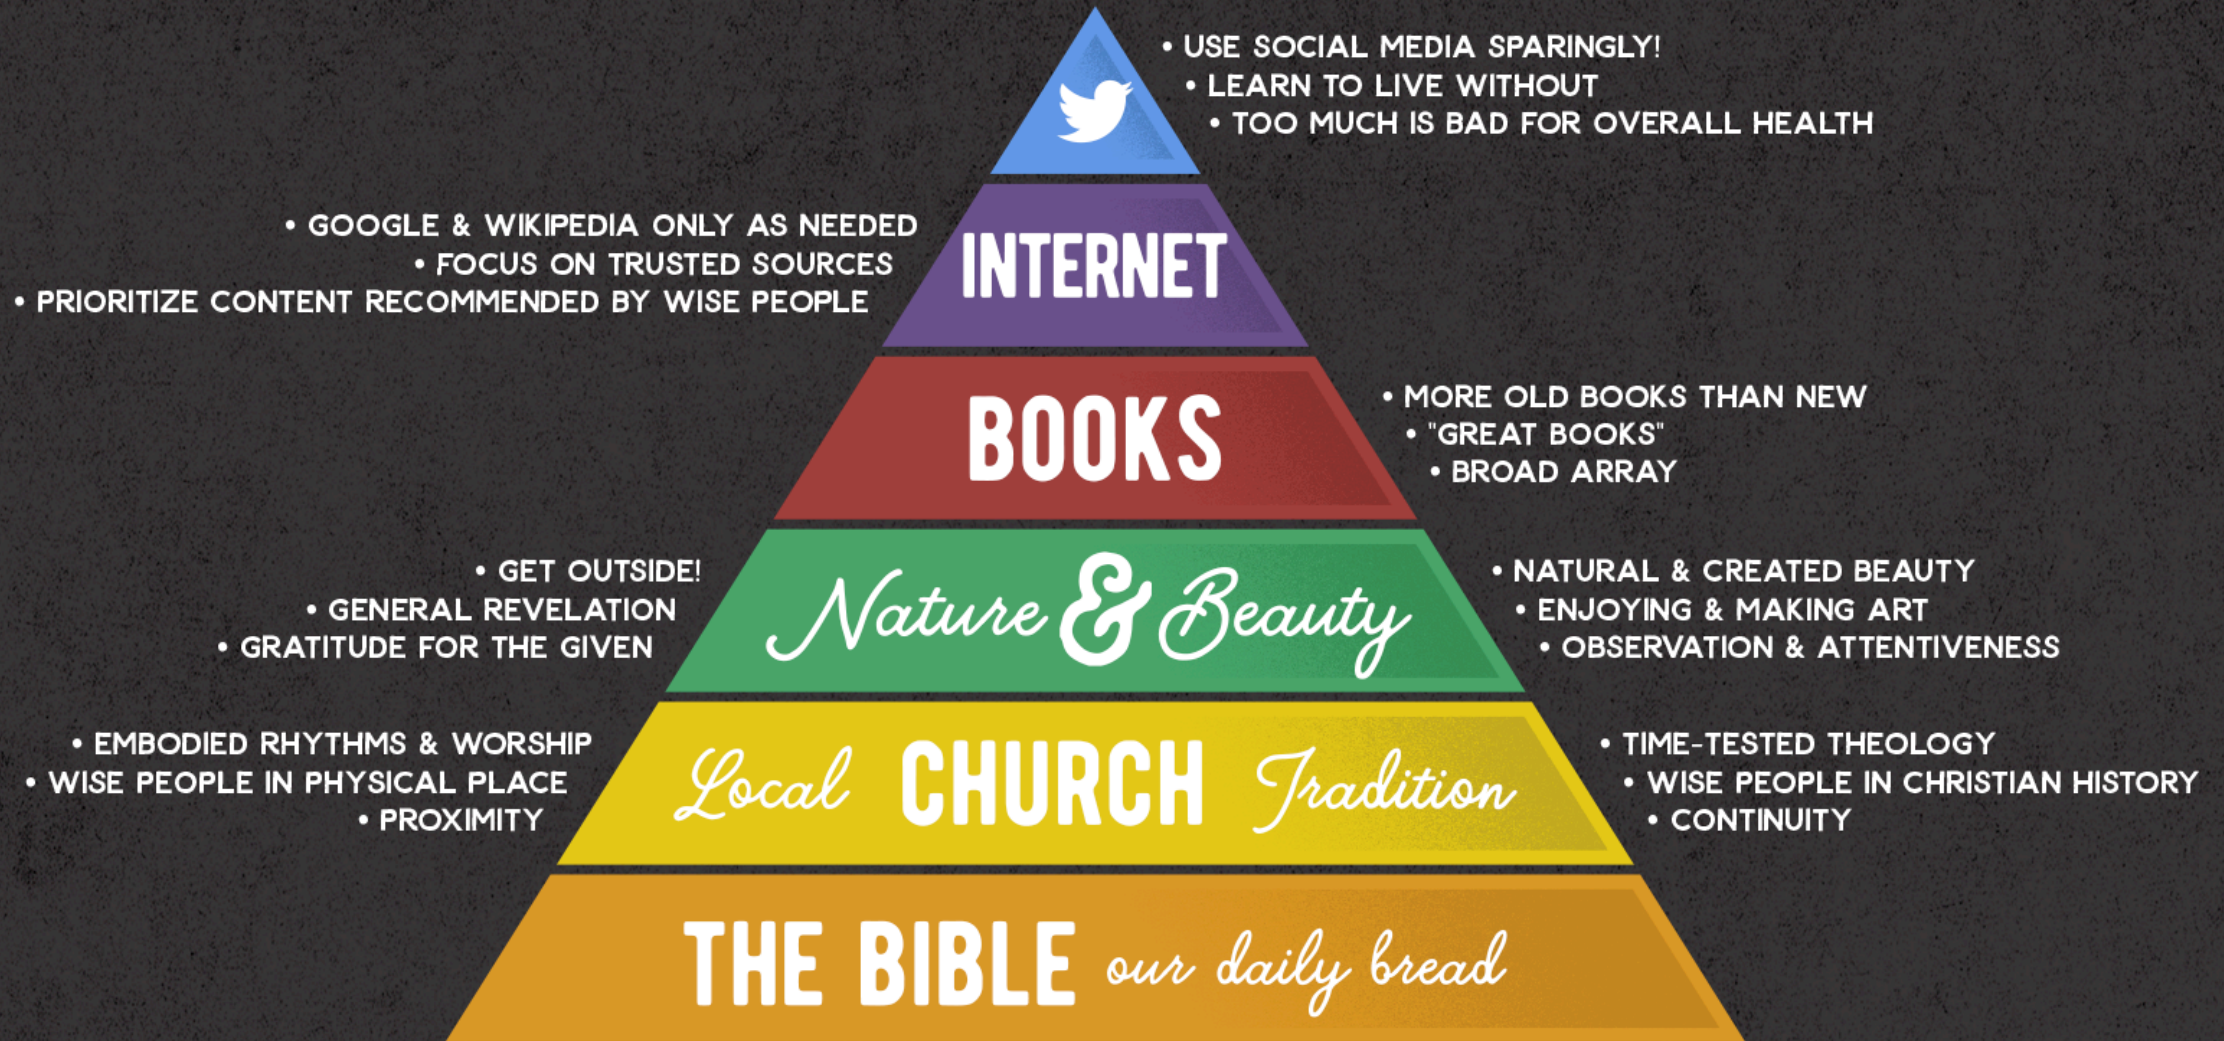 • USE SOCIAL MEDIA SPARINGLY!
• LEARN TO LIVE WITHOUT
• TOO MUCH IS BAD FOR OVERALL HEALTH
• GOOGLE & WIKIPEDIA ONLY AS NEEDED
• FOCUS ON TRUSTED SOURCES
• PRIORITIZE CONTENT RECOMMENDED BY WISE PEOPLE
INTERNET
BOOKS
• MORE OLD BOOKS THAN NEW
• "GREAT BOOKS"
• BROAD ARRAY
• GET OUTSIDE!
• GENERAL REVELATION
• GRATITUDE FOR THE GIVEN
Nature & Beauty
• NATURAL & CREATED BEAUTY
• ENJOYING & MAKING ART
• OBSERVATION & ATTENTIVENESS
• EMBODIED RHYTHMS & WORSHIP
• WISE PEOPLE IN PHYSICAL PLACE
• PROXIMITY
Local CHURCH Tradition
• TIME-TESTED THEOLOGY
• WISE PEOPLE IN CHRISTIAN HISTORY
• CONTINUITY
THE BIBLE our daily bread